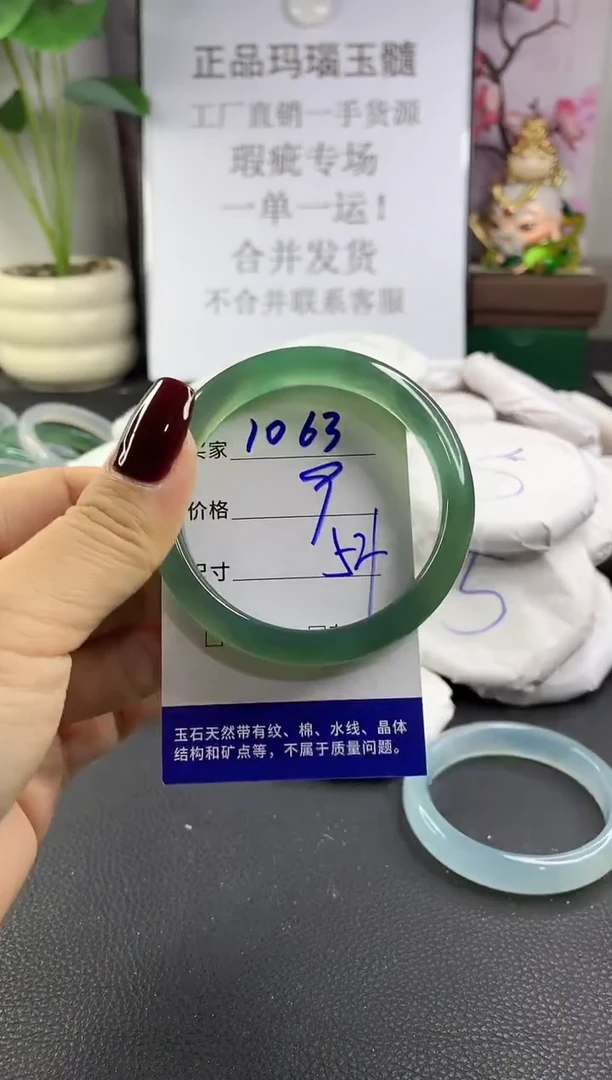 正品玛瑙玉髓
工厂直销一手货源
瑕疵专场
一单一运!
合并发货
不合并联系客服
家 1063
价格
寸 52
玉石天然带有纹、棉、水线、晶体
结构和矿点等，不属于质量问题。
5